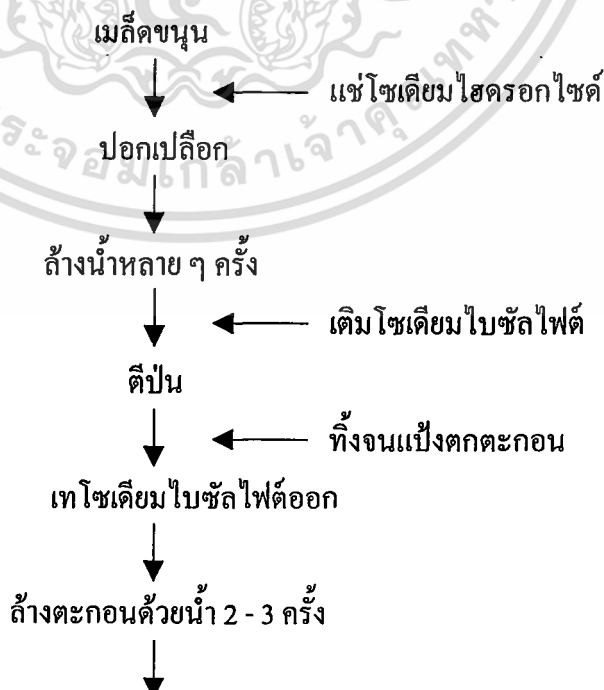 เมล็ดขนุน
แช่โซเดียมไฮดรอกไซด์
ปอกเปลือก
ล้างน้ำหลาย ๆ ครั้ง
เติมโซเดียมไบซัลไฟต์
ตีป่น
ทิ้งจนแป้งตกตะกอน
เทโซเดียมไบซัลไฟต์ออก
ล้างตะกอนด้วยน้ำ 2 - 3 ครั้ง